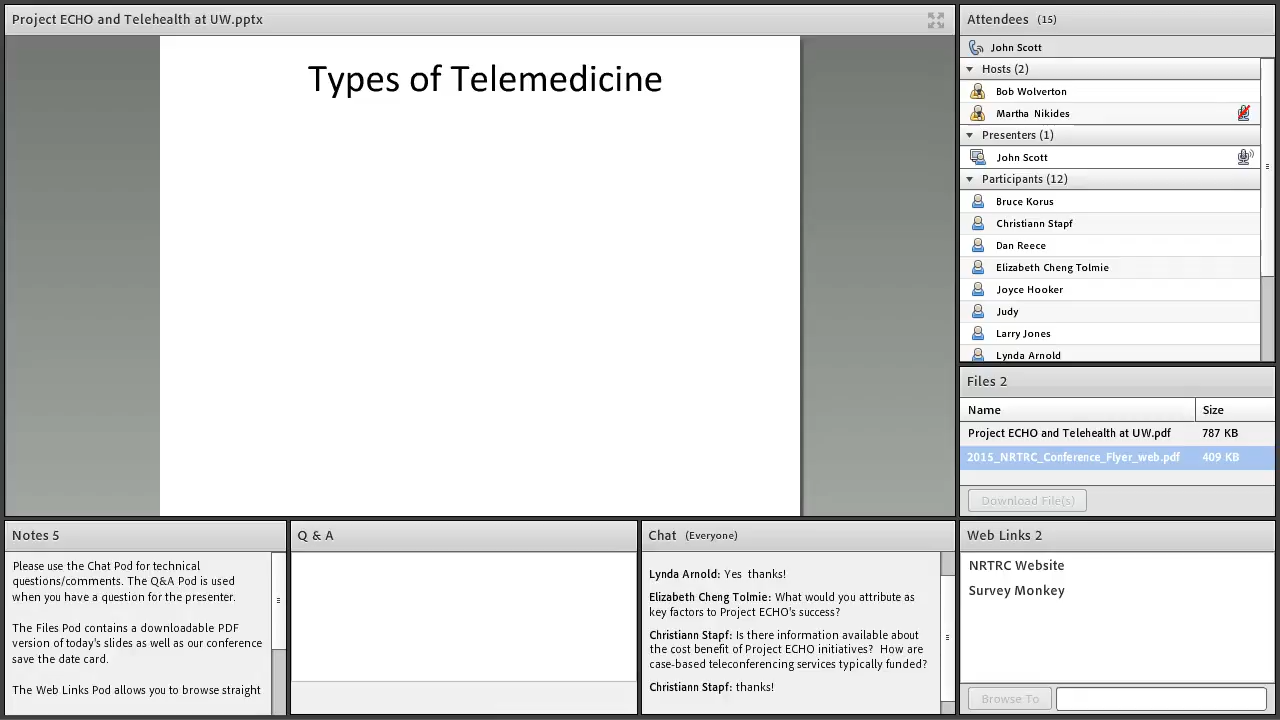 Project ECHO and Telehealth at UW.pptx
Types of Telemedicine
Attendees (15)
John Scott
Hosts (2)
Bob Wolverton
Martha Nikides
Presenters (1)
John Scott
Participants (12)
Bruce Korus
Christiann Stapf
Dan Reece
Elizabeth Cheng Tolmie
Joyce Hooker
Judy
Larry Jones
Lynda Arnold
Files 2
Name Size
Project ECHO and Telehealth at UW.pdf 787 KB
2015_NRTRC_Conference_Flyer_web.pdf 409 KB
Download File(s)
Notes 5
Please use the Chat Pod for technical
questions/comments. The Q&A Pod is used
when you have a question for the presenter.
The Files Pod contains a downloadable PDF
version of today's slides as well as our conference
save the date card.
The Web Links Pod allows you to browse straight
Q & A
Chat (Everyone)
Lynda Arnold: Yes thanks!
Elizabeth Cheng Tolmie: What would you attribute as
key factors to Project ECHO's success?
Christiann Stapf: Is there information available about
the cost benefit of Project ECHO initiatives? How are
case-based teleconferencing services typically funded?
Christiann Stapf: thanks!
Web Links 2
NRTRC Website
Survey Monkey
Browse To